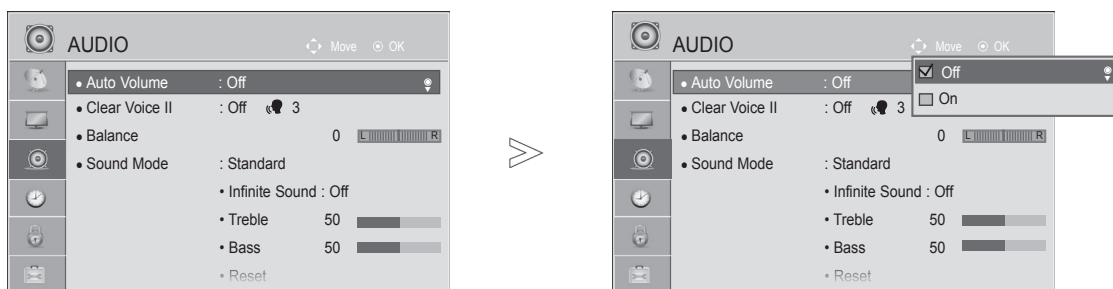 AUDIO
Move OK
• Auto Volume : Off
• Clear Voice II : Off 3
• Balance 0 L R
• Sound Mode : Standard
• Infinite Sound : Off
• Treble 50
• Bass 50
• Reset
AUDIO
Move OK
• Auto Volume : Off
Off
On
• Clear Voice II : Off 3
• Balance 0 L R
• Sound Mode : Standard
• Infinite Sound : Off
• Treble 50
• Bass 50
• Reset